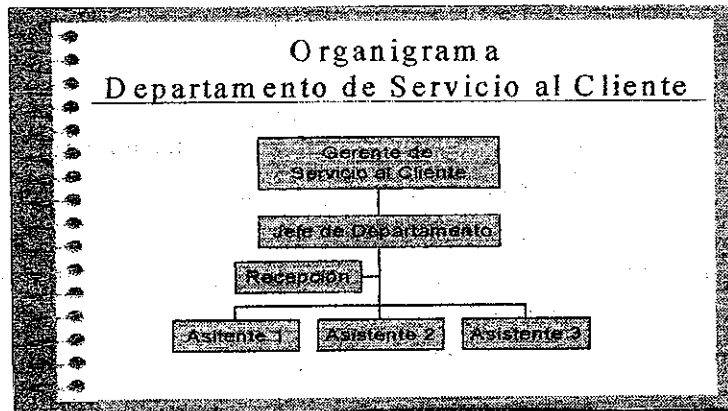 Organigrama
Departamento de Servicio al Cliente
Gerente de
Servicio al Cliente
Jefe de Departamento
Recepción
Asitente 1
Asistente 2
Asistente 3